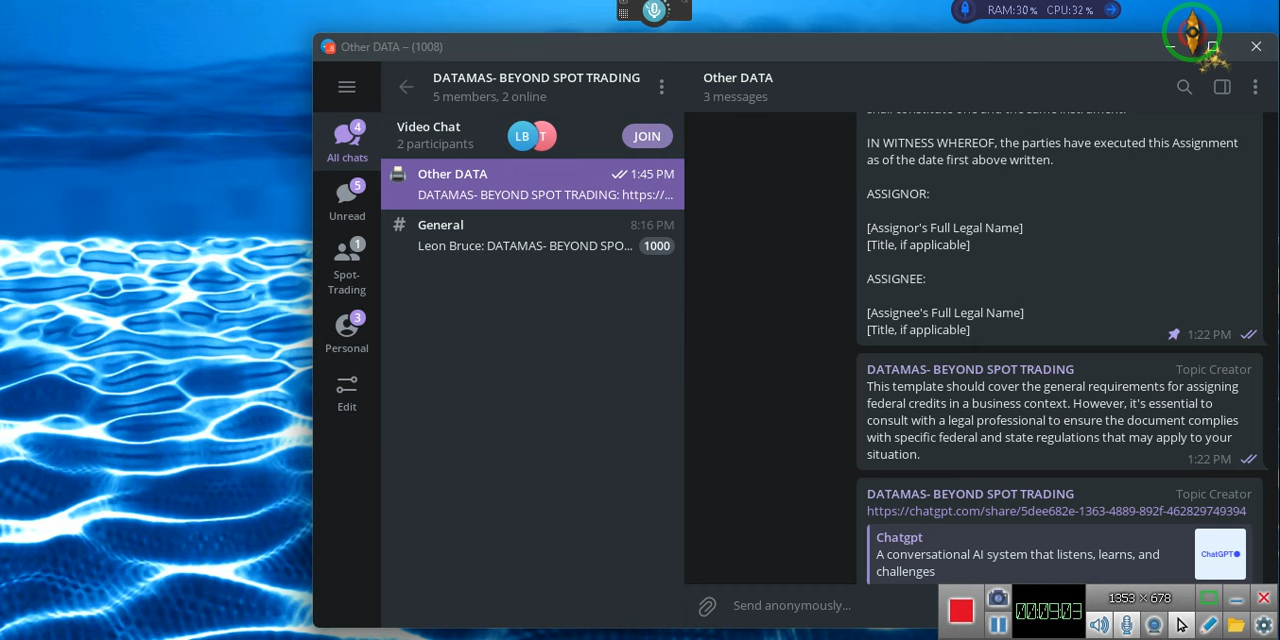 RAM:30% CPU:32%
Other DATA – (1008)
DATAMAS- BEYOND SPOT TRADING
5 members, 2 online
Other DATA
3 messages
4
All chats
5
Unread
1
Spot-
Trading
3
Personal
Edit
Video Chat
2 participants
LB
T
JOIN
Other DATA
1:45 PM
DATAMAS- BEYOND SPOT TRADING: https://...
# General
8:16 PM
Leon Bruce: DATAMAS- BEYOND SPO...
1000
IN WITNESS WHEREOF, the parties have executed this Assignment
as of the date first above written.
ASSIGNOR:
[Assignor's Full Legal Name]
[Title, if applicable]
ASSIGNEE:
[Assignee's Full Legal Name]
[Title, if applicable]
1:22 PM
DATAMAS- BEYOND SPOT TRADING
Topic Creator
This template should cover the general requirements for assigning
federal credits in a business context. However, it's essential to
consult with a legal professional to ensure the document complies
with specific federal and state regulations that may apply to your
situation.
1:22 PM
DATAMAS- BEYOND SPOT TRADING
Topic Creator
https://chatgpt.com/share/5dee682e-1363-4889-892f-462829749394
Chatgpt
A conversational AI system that listens, learns, and
challenges
ChatGPT
Send anonymously...
00:09:03
1353 × 678